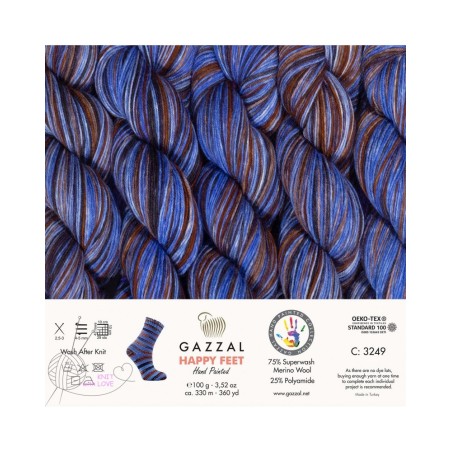 GAZZAL
HAPPY FEET
Hand Painted
100 g - 3,52 oz
ca. 330 m - 360 yd
Wash After Knit
KNIT
LOVE
75% Superwash
Merino Wool
25% Polyamide
www.gazzal.net
OEKO-TEX®
STANDARD 100
C: 3249
As there are no dye lots,
buying enough yarn at one time
to complete each individual
project is recommended.
Made in Turkey